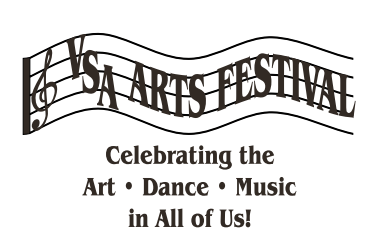 VSA ARTS FESTIVAL
Celebrating the
Art • Dance • Music
in All of Us!